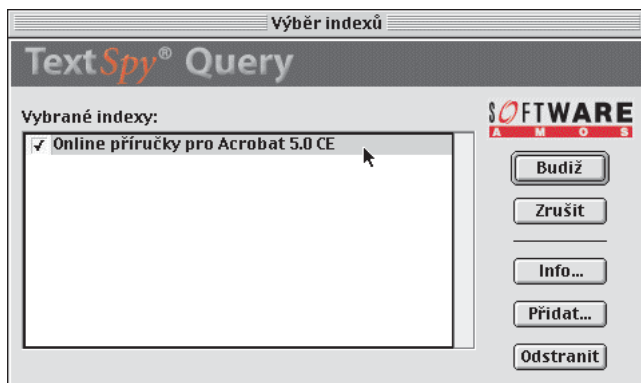 Výběr indexů
TextSpy® Query
Vybrané indexy:
Online příručky pro Acrobat 5.0 CE
SOFTWARE
AMOS
Budiž
Zrušit
Info...
Přidat...
Odstranit